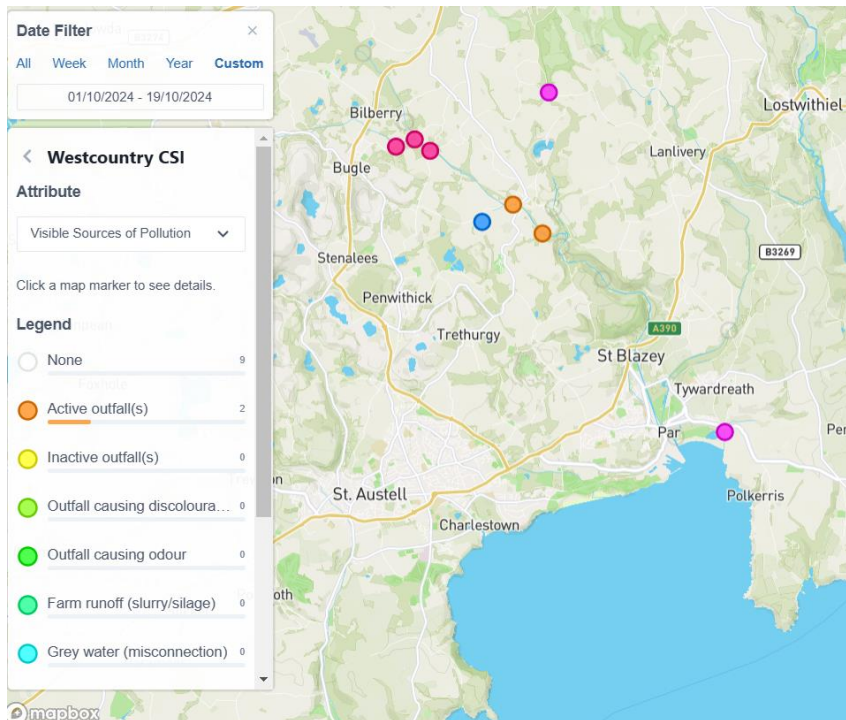 Date Filter
All Week Month Year Custom
01/10/2024 - 19/10/2024
Westcountry CSI
Attribute
Visible Sources of Pollution
Click a map marker to see details.
Legend
None 9
Active outfall(s) 2
Inactive outfall(s) 0
Outfall causing discoloura... 0
Outfall causing odour 0
Farm runoff (slurry/silage) 0
Grey water (misconnection) 0
mapbox
Bilberry
Bugle
Lostwithiel
Lanlivery
B3269
Stenalees
Penwithick
Trethurgy
A390
St Blazey
Tywardreath
Par
Per
St. Austell
Polkerris
Charlestown
on
oth